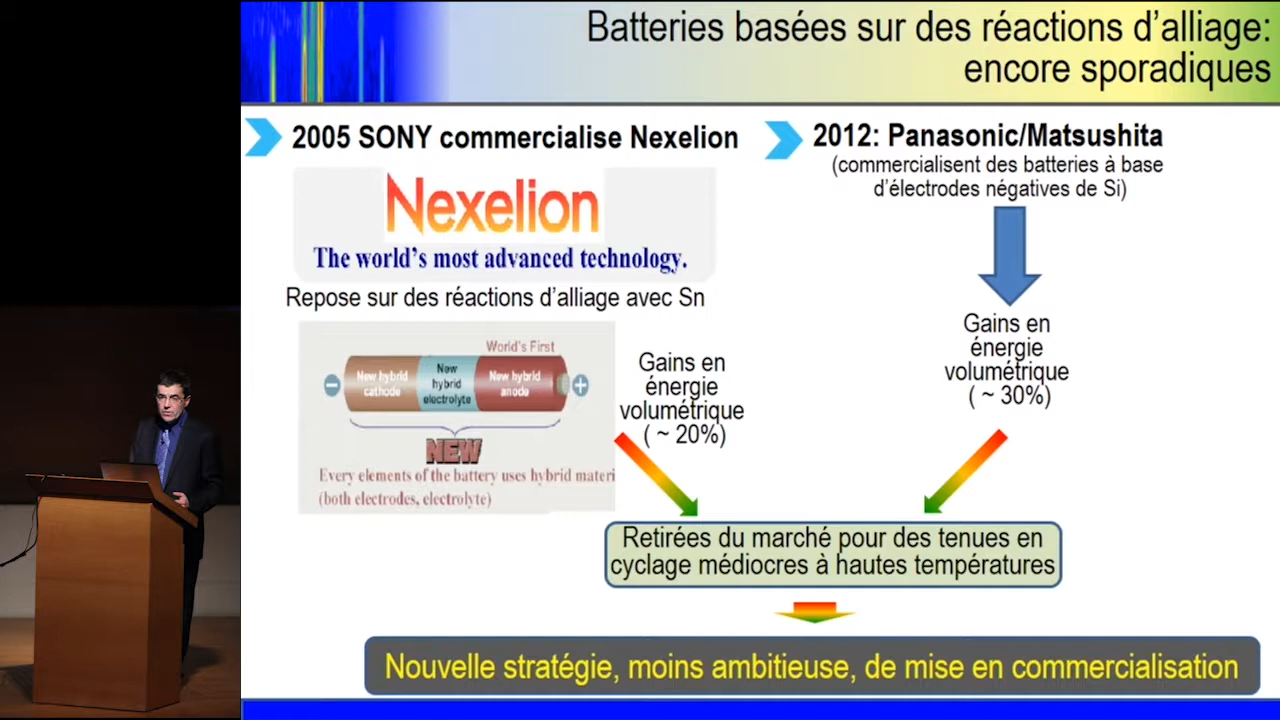 Batteries basées sur des réactions d'alliage:
encore sporadiques
2005 SONY commercialise Nexelion
Nexelion
The world's most advanced technology.
Repose sur des réactions d'alliage avec Sn
World's First
New hybrid
cathode
New
hybrid
electrolyte
New hybrid
anode
NEW
Every elements of the battery uses hybrid materi
(both electrodes, electrolyte)
Gains en
énergie
volumétrique
( ~ 20%)
2012: Panasonic/Matsushita
(commercialisent des batteries à base
d'électrodes négatives de Si)
Gains en
énergie
volumétrique
( ~ 30%)
Retirées du marché pour des tenues en
cyclage médiocres à hautes températures
Nouvelle stratégie, moins ambitieuse, de mise en commercialisation